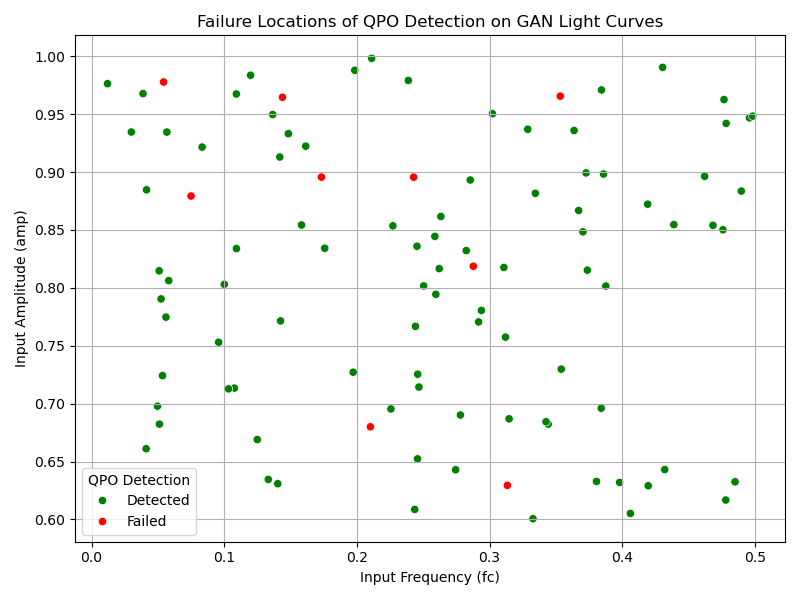 Failure Locations of QPO Detection on GAN Light Curves
Input Amplitude (amp)
1.00
0.95
0.90
0.85
0.80
0.75
0.70
0.65
0.60
QPO Detection
Detected
Failed
0.0 0.1 0.2 0.3 0.4 0.5
Input Frequency (fc)